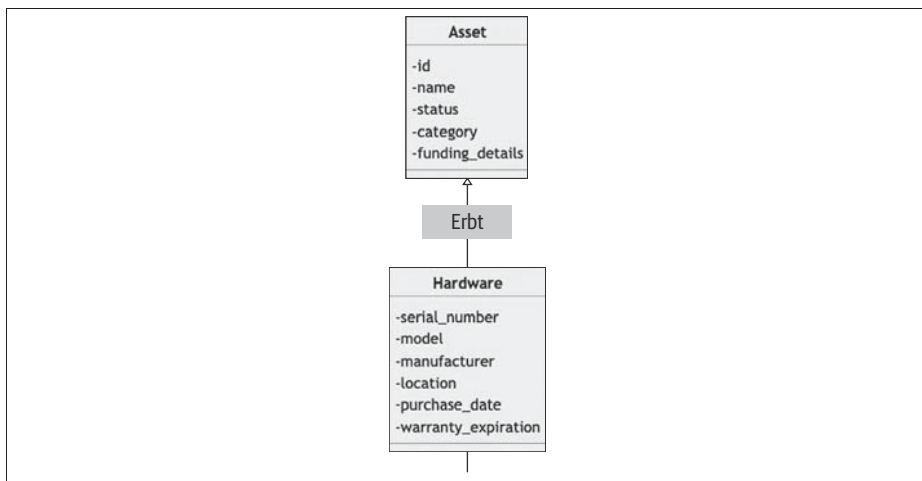 Asset
-id
-name
-status
-category
-funding_details
Erbt
Hardware
-serial_number
-model
-manufacturer
-location
-purchase_date
-warranty_expiration